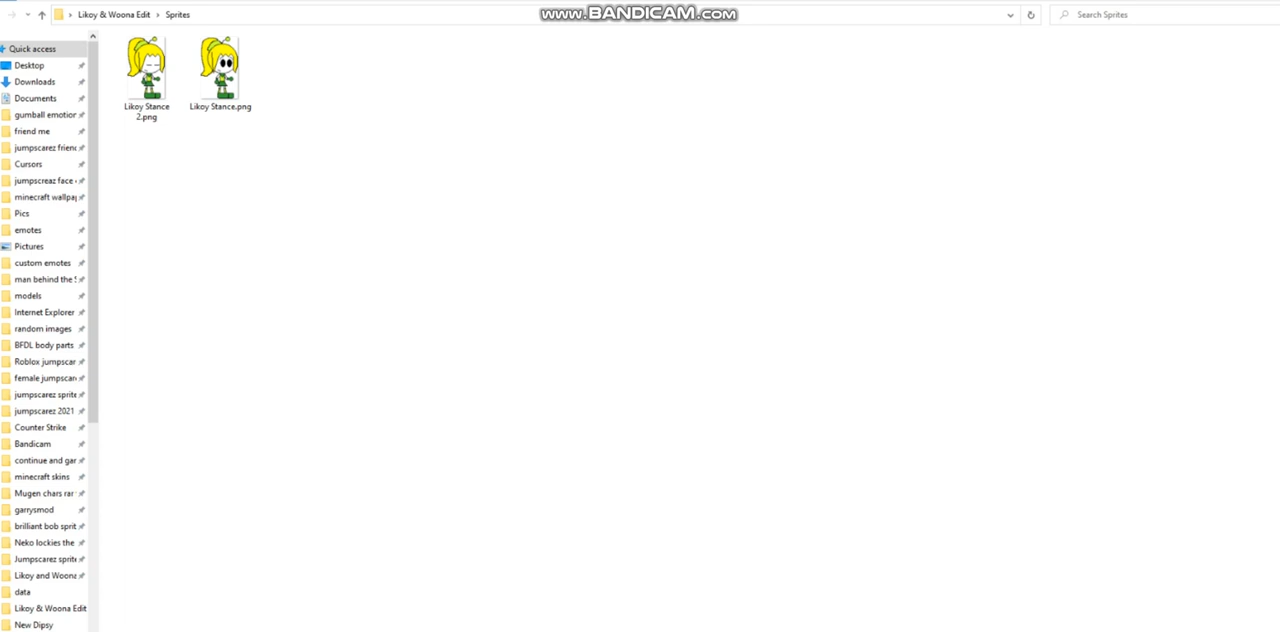 Likoy & Woona Edit > Sprites
www.BANDICAM.com
Search Sprites
Quick access
Desktop
Downloads
Documents
gumball emotion
friend me
jumpscarez friend
Cursors
jumpscreaz face
minecraft wallpap
Pics
emotes
Pictures
custom emotes
man behind the S
models
Internet Explorer
random images
BFDL body parts
Roblox jumpscar
female jumpscare
jumpscarez sprite
jumpscarez 2021
Counter Strike
Bandicam
continue and gar
minecraft skins
Mugen chars rar
garrysmod
brilliant bob sprit
Neko lockies the
Jumpscarez sprite
Likoy and Woona
data
Likoy & Woona Edit
New Dipsy
Likoy Stance
2.png
Likoy Stance.png